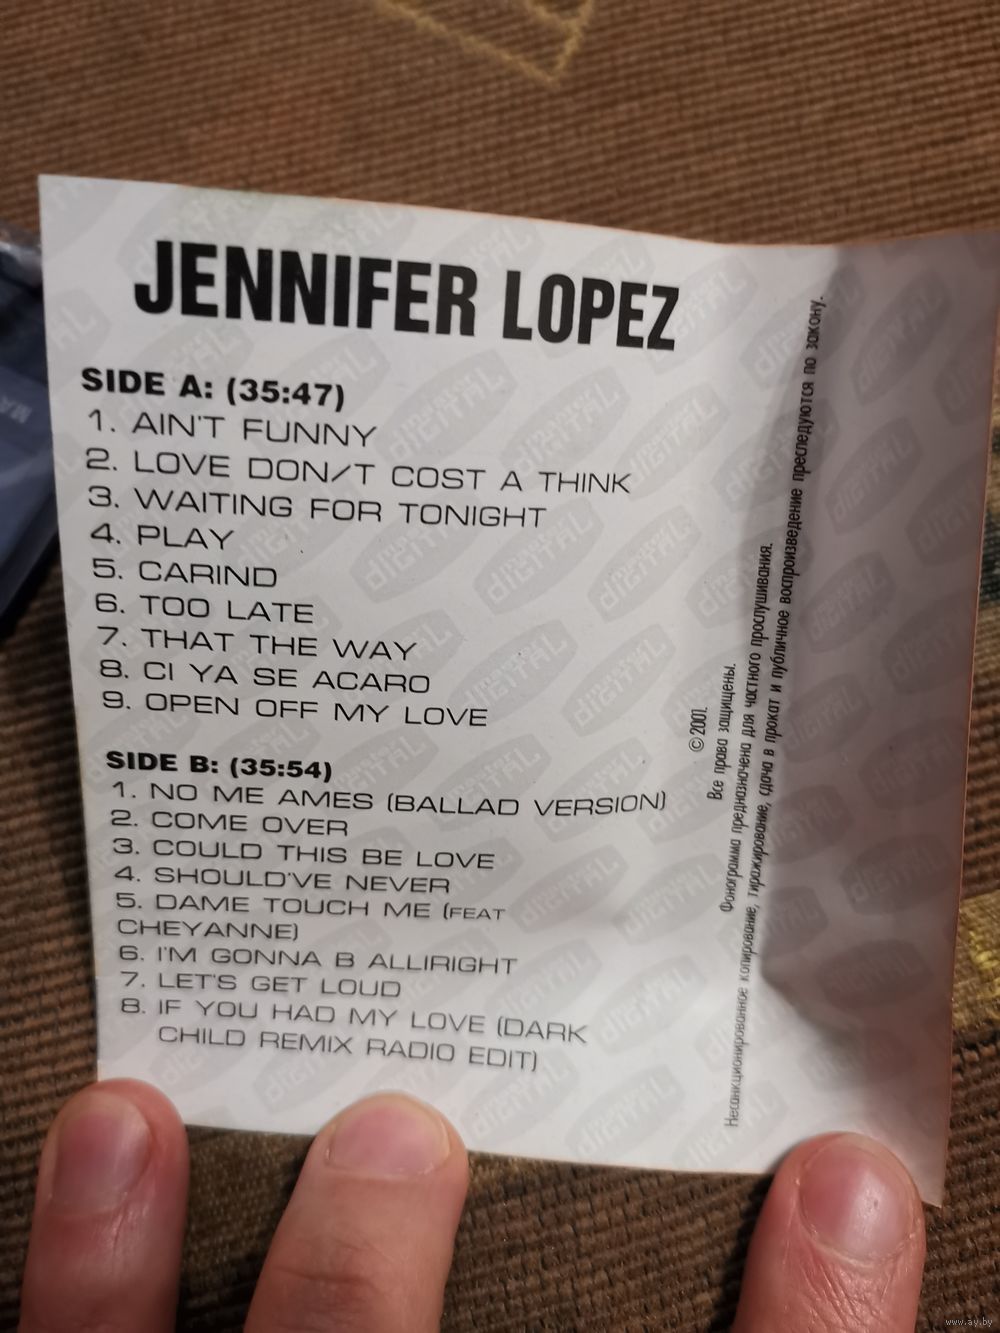 JENNIFER LOPEZ
SIDE A: (35:47)
1. AIN'T FUNNY
2. LOVE DON/T COST A THINK
3. WAITING FOR TONIGHT
4. PLAY
5. CARIND
6. TOO LATE
7. THAT THE WAY
8. CI YA SE ACARO
9. OPEN OFF MY LOVE
SIDE B: (35:54)
1. NO ME AMES (BALLAD VERSION)
2. COME OVER
3. COULD THIS BE LOVE
4. SHOULD'VE NEVER
5. DAME TOUCH ME (FEAT
CHEYANNE)
6. I'M GONNA B ALLIRIGHT
7. LET'S GET LOUD
8. IF YOU HAD MY LOVE (DARK
CHILD REMIX RADIO EDIT)
©2001.
Все права защищены.
Фонограмма предназначена для частного прослушивания.
Несанкционированное копирование, тиражирование, сдача в прокат и публичное воспроизведение преследуются по закону.
DIGITAL
MA
www.ay.by